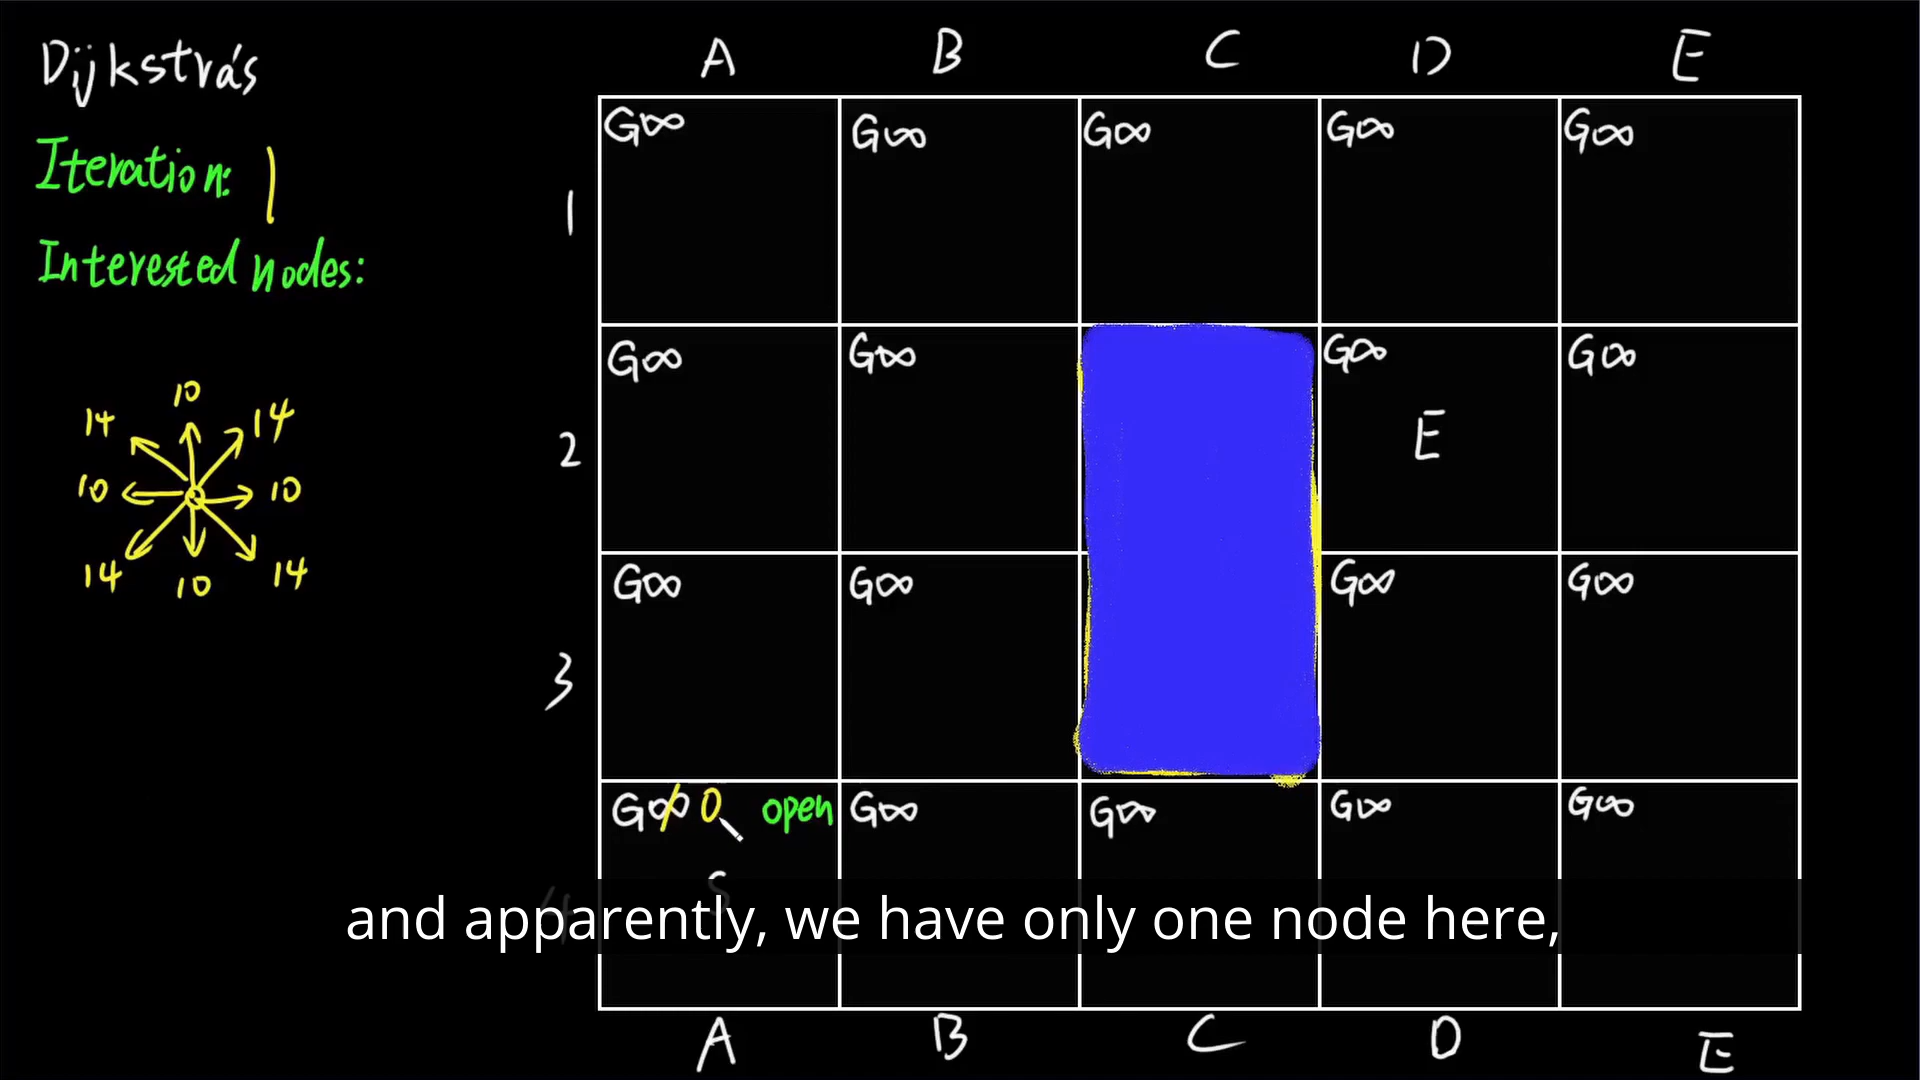 Dijkstra's
Iteration: 1
Interested nodes:
14 10 14
10 10
14 10 14
A B C D E
1 G∞ G∞ G∞ G∞ G∞
2 G∞ G∞ G∞ E G∞
3 G∞ G∞ G∞ G∞
G∞ 0 open G∞ G∞ G∞ G∞
S
and apparently, we have only one node here,
A B C D E